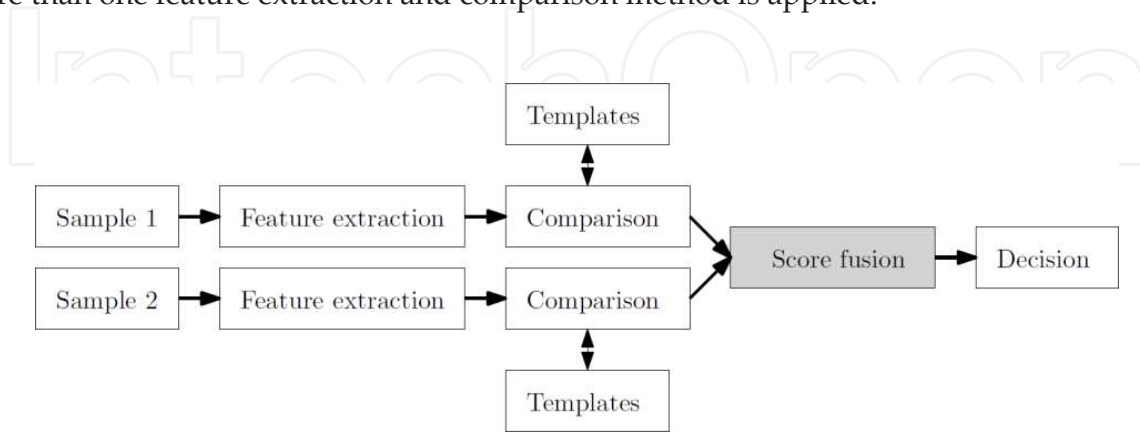 re than one feature extraction and comparison method is applied.
IntechOpen
Templates
Sample 1 Feature extraction Comparison
Score fusion Decision
Sample 2 Feature extraction Comparison
Templates